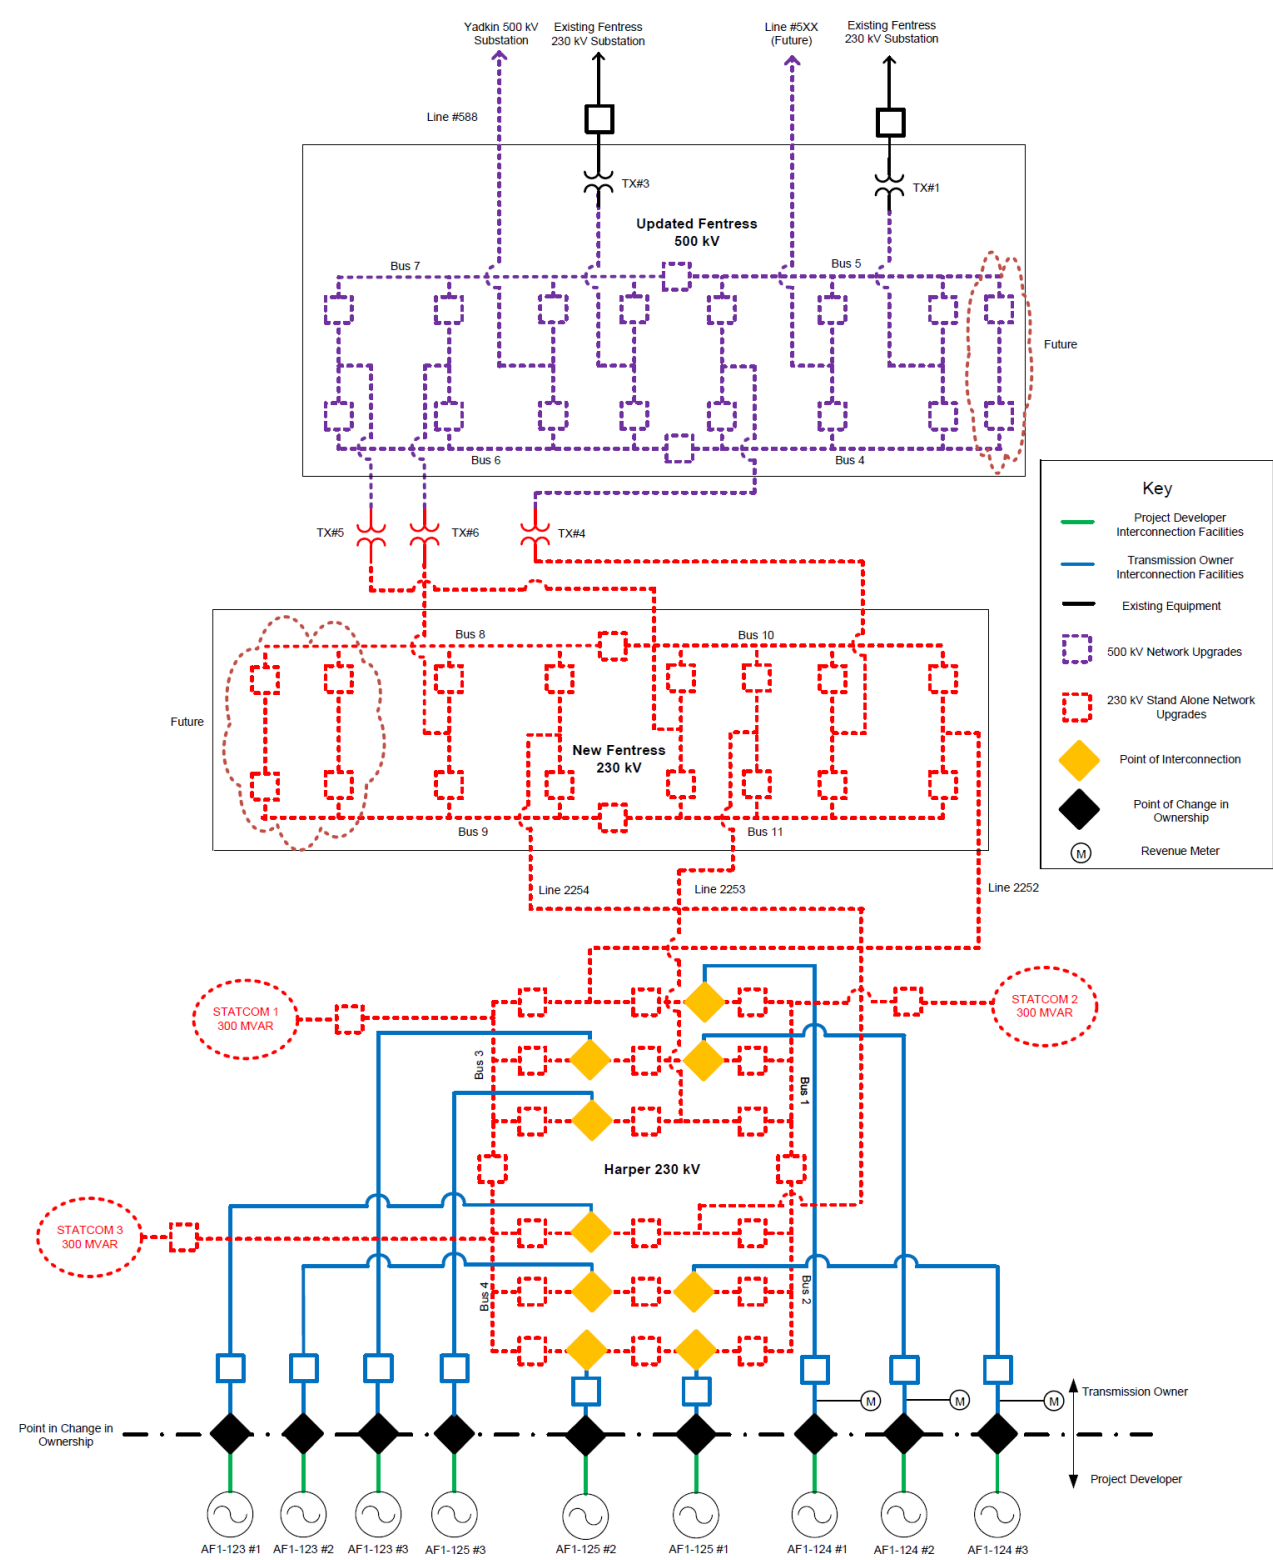 Yadkin 500 kV
Substation
Existing Fentress
230 kV Substation
Line #5XX
(Future)
Existing Fentress
230 kV Substation
Line #588
TX#3
TX#1
Updated Fentress
500 kV
Bus 7
Bus 5
Future
Bus 6
Bus 4
Key
Project Developer
Interconnection Facilities
Transmission Owner
Interconnection Facilities
Existing Equipment
500 kV Network Upgrades
230 kV Stand Alone Network
Upgrades
Point of Interconnection
Point of Change in
Ownership
M
Revenue Meter
TX#5
TX#6
TX#4
Bus 8
Bus 10
Future
New Fentress
230 kV
Bus 9
Bus 11
Line 2254
Line 2253
Line 2252
STATCOM 1
300 MVAR
STATCOM 2
300 MVAR
Bus 3
Bus 1
Harper 230 kV
STATCOM 3
300 MVAR
Bus 4
Bus 2
M
M
M
Transmission Owner
Point in Change in
Ownership
Project Developer
AF1-123 #1
AF1-123 #2
AF1-123 #3
AF1-125 #3
AF1-125 #2
AF1-125 #1
AF1-124 #1
AF1-124 #2
AF1-124 #3